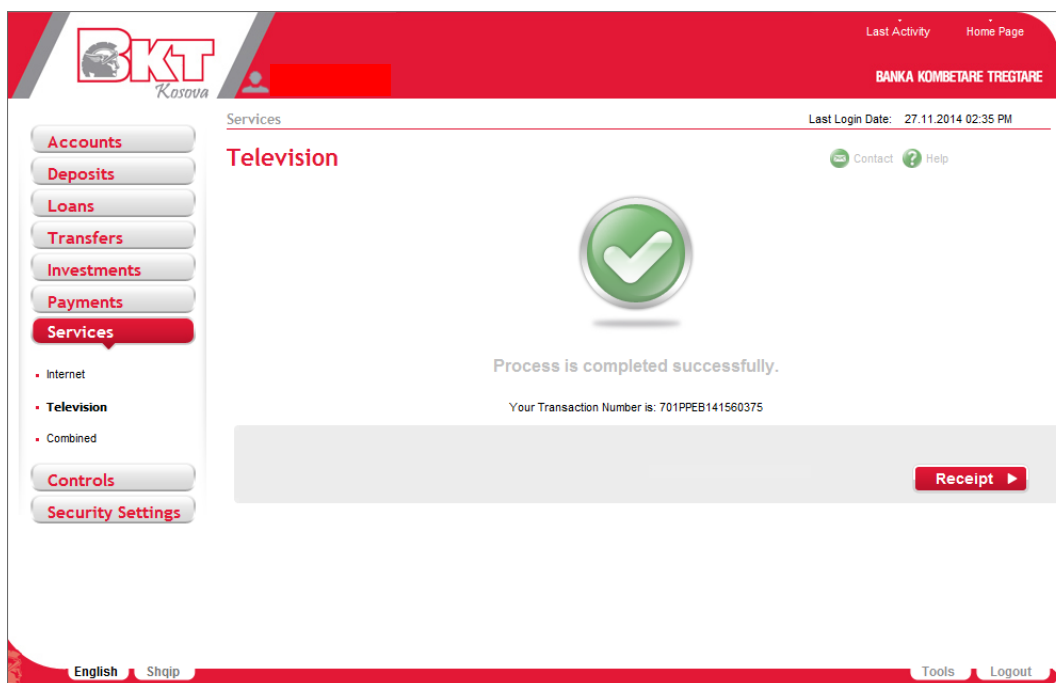 Last Activity Home Page
BKT
Kosova
BANKA KOMBETARE TREGTARE
Services Last Login Date: 27.11.2014 02:35 PM
Television
Contact Help
Accounts
Deposits
Loans
Transfers
Investments
Payments
Services
Internet
Television
Combined
Controls
Security Settings
Process is completed successfully.
Your Transaction Number is: 701PPEB141560375
Receipt
English Shqip Tools Logout